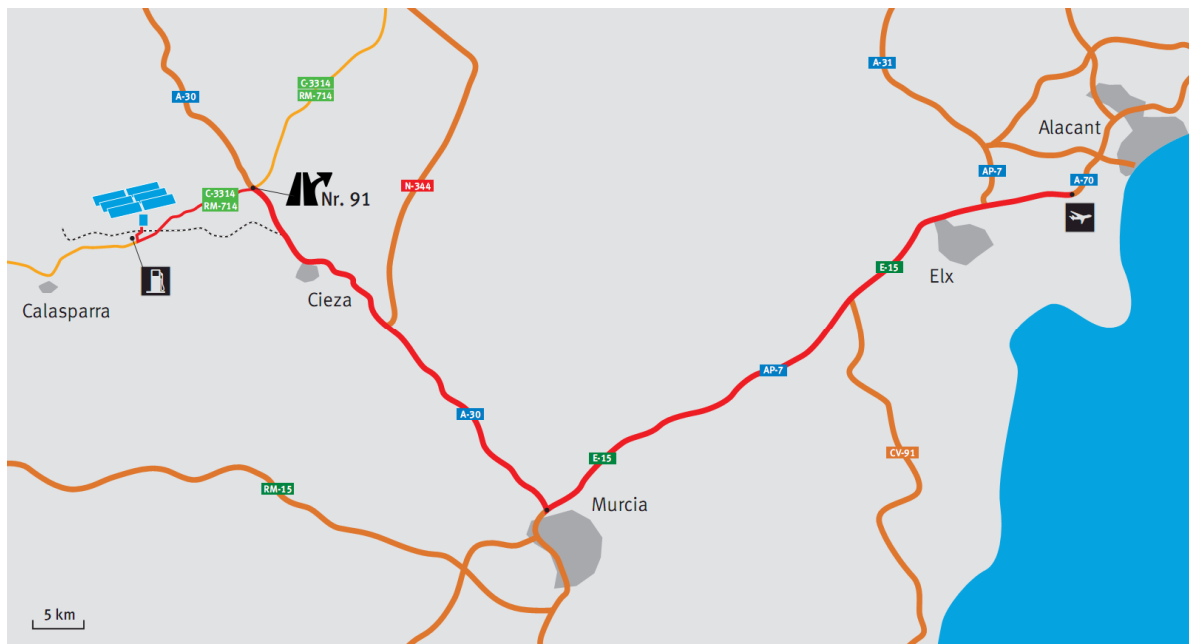 A-31
C-3314
RM-714
A-30
Alacant
AP-7
A-70
N-344
C-3314
RM-714
Nr. 91
E-15
Elx
Cieza
Calasparra
AP-7
A-30
CV-91
E-15
RM-15
Murcia
5 km